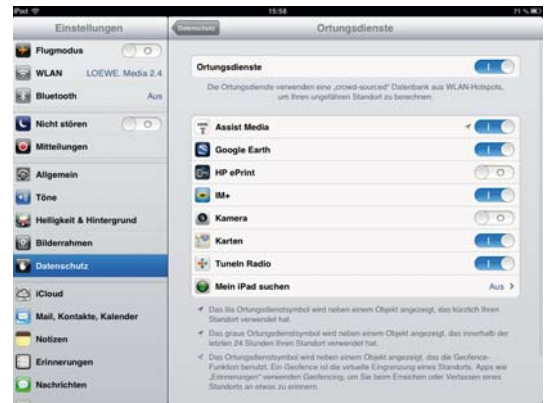 iPad
15:58
71 %
Einstellungen
Flugmodus
WLAN LOEWE. Media 2.4
Bluetooth Aus
Nicht stören
Mitteilungen
Allgemein
Töne
Helligkeit & Hintergrund
Bilderrahmen
Datenschutz
iCloud
Mail, Kontakte, Kalender
Notizen
Erinnerungen
Nachrichten
Datenschutz
Ortungsdienste
Ortungsdienste
Die Ortungsdienste verwenden eine „crowd-sourced“ Datenbank aus WLAN-Hotspots,
um Ihren ungefähren Standort zu berechnen.
Assist Media
Google Earth
HP ePrint
IM+
Kamera
Karten
TuneIn Radio
Mein iPad suchen Aus
Das lila Ortungsdienstsymbol wird neben einem Objekt angezeigt, das kürzlich Ihren
Standort verwendet hat.
Das graue Ortungsdienstsymbol wird neben einem Objekt angezeigt, das innerhalb der
letzten 24 Stunden Ihren Standort verwendet hat.
Das Ortungsdienstsymbol wird neben einem Objekt angezeigt, das die Geofence-
Funktion benutzt. Ein Geofence ist die virtuelle Eingrenzung eines Standorts. Apps wie
„Erinnerungen“ verwenden Geofencing, um Sie beim Erreichen oder Verlassen eines
Standorts an etwas zu erinnern.